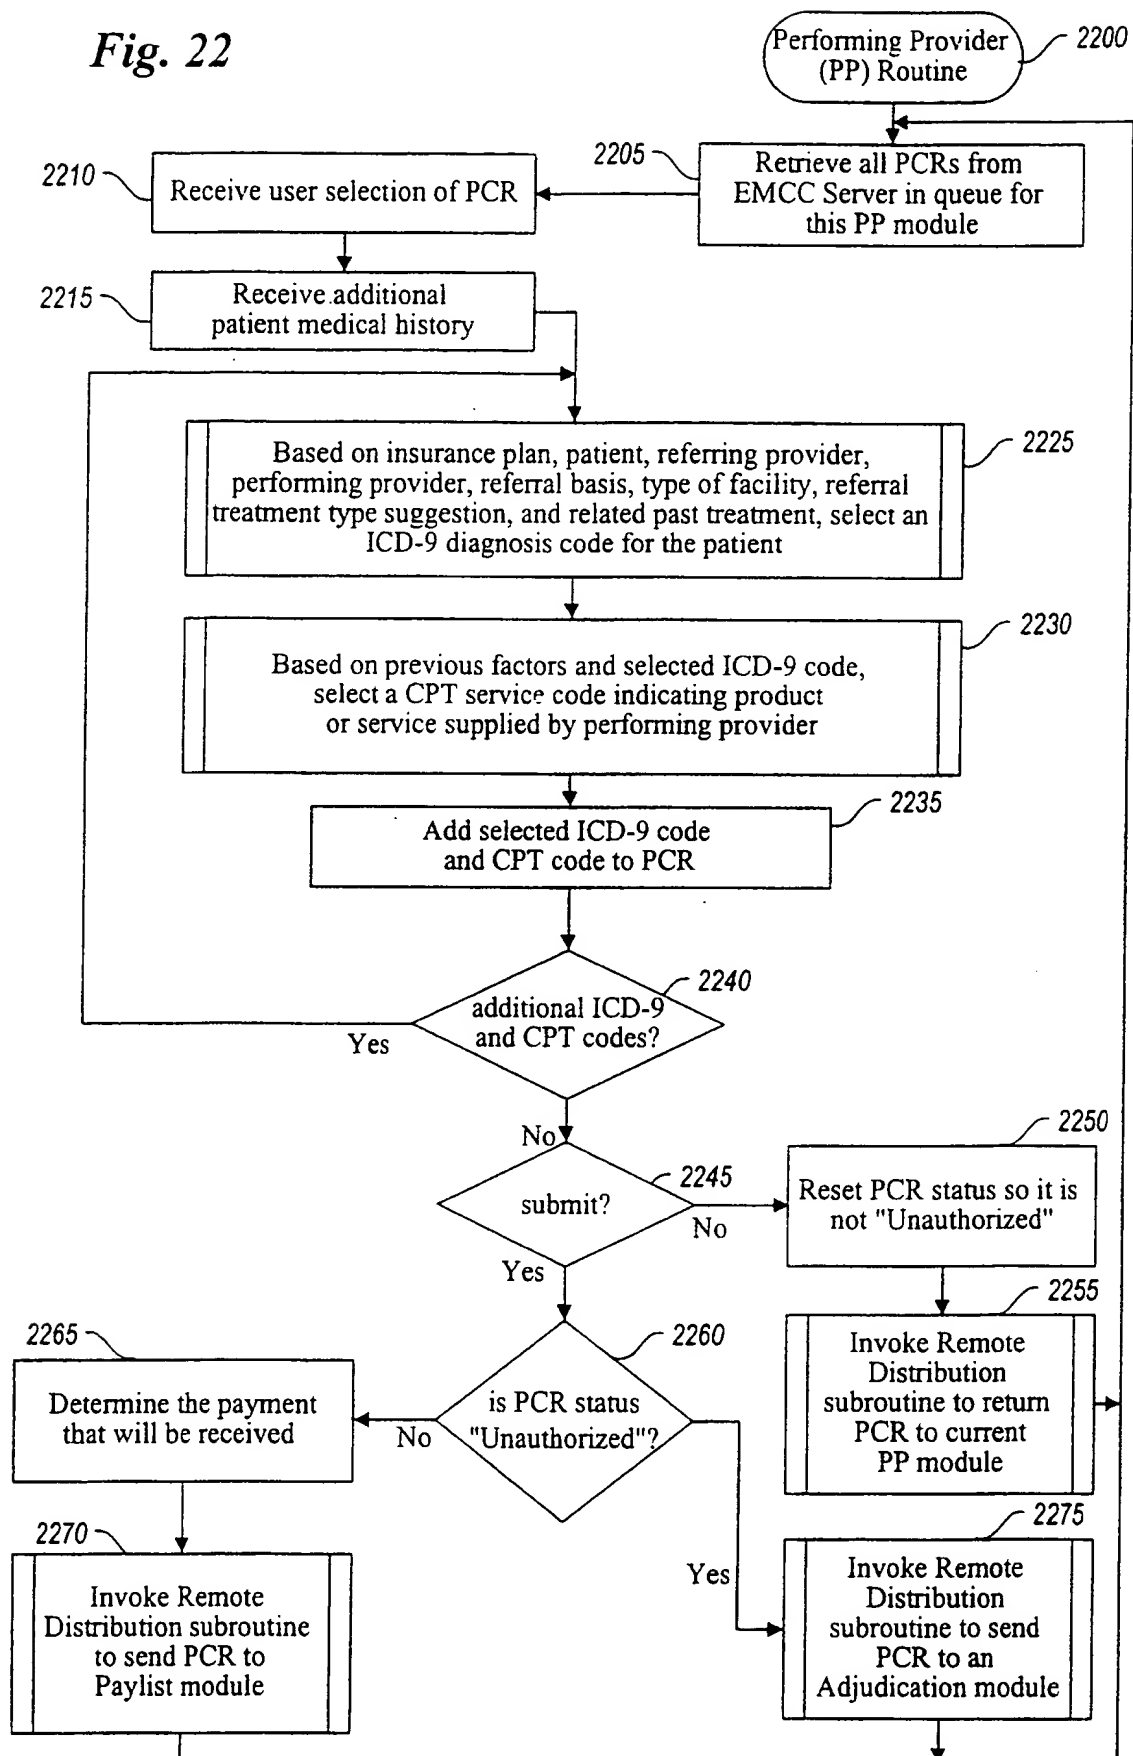 Fig. 22
Performing Provider
(PP) Routine
2200
2205
Retrieve all PCRs from
EMCC Server in queue for
this PP module
2210
Receive user selection of PCR
2215
Receive additional
patient medical history
2225
Based on insurance plan, patient, referring provider,
performing provider, referral basis, type of facility, referral
treatment type suggestion, and related past treatment, select an
ICD-9 diagnosis code for the patient
2230
Based on previous factors and selected ICD-9 code,
select a CPT service code indicating product
or service supplied by performing provider
2235
Add selected ICD-9 code
and CPT code to PCR
2240
additional ICD-9
and CPT codes?
Yes
No
2245
submit?
No
Yes
2250
Reset PCR status so it is
not "Unauthorized"
2255
Invoke Remote
Distribution
subroutine to return
PCR to current
PP module
2260
is PCR status
"Unauthorized"?
No
Yes
2265
Determine the payment
that will be received
2270
Invoke Remote
Distribution subroutine
to send PCR to
Paylist module
2275
Invoke Remote
Distribution
subroutine to send
PCR to an
Adjudication module